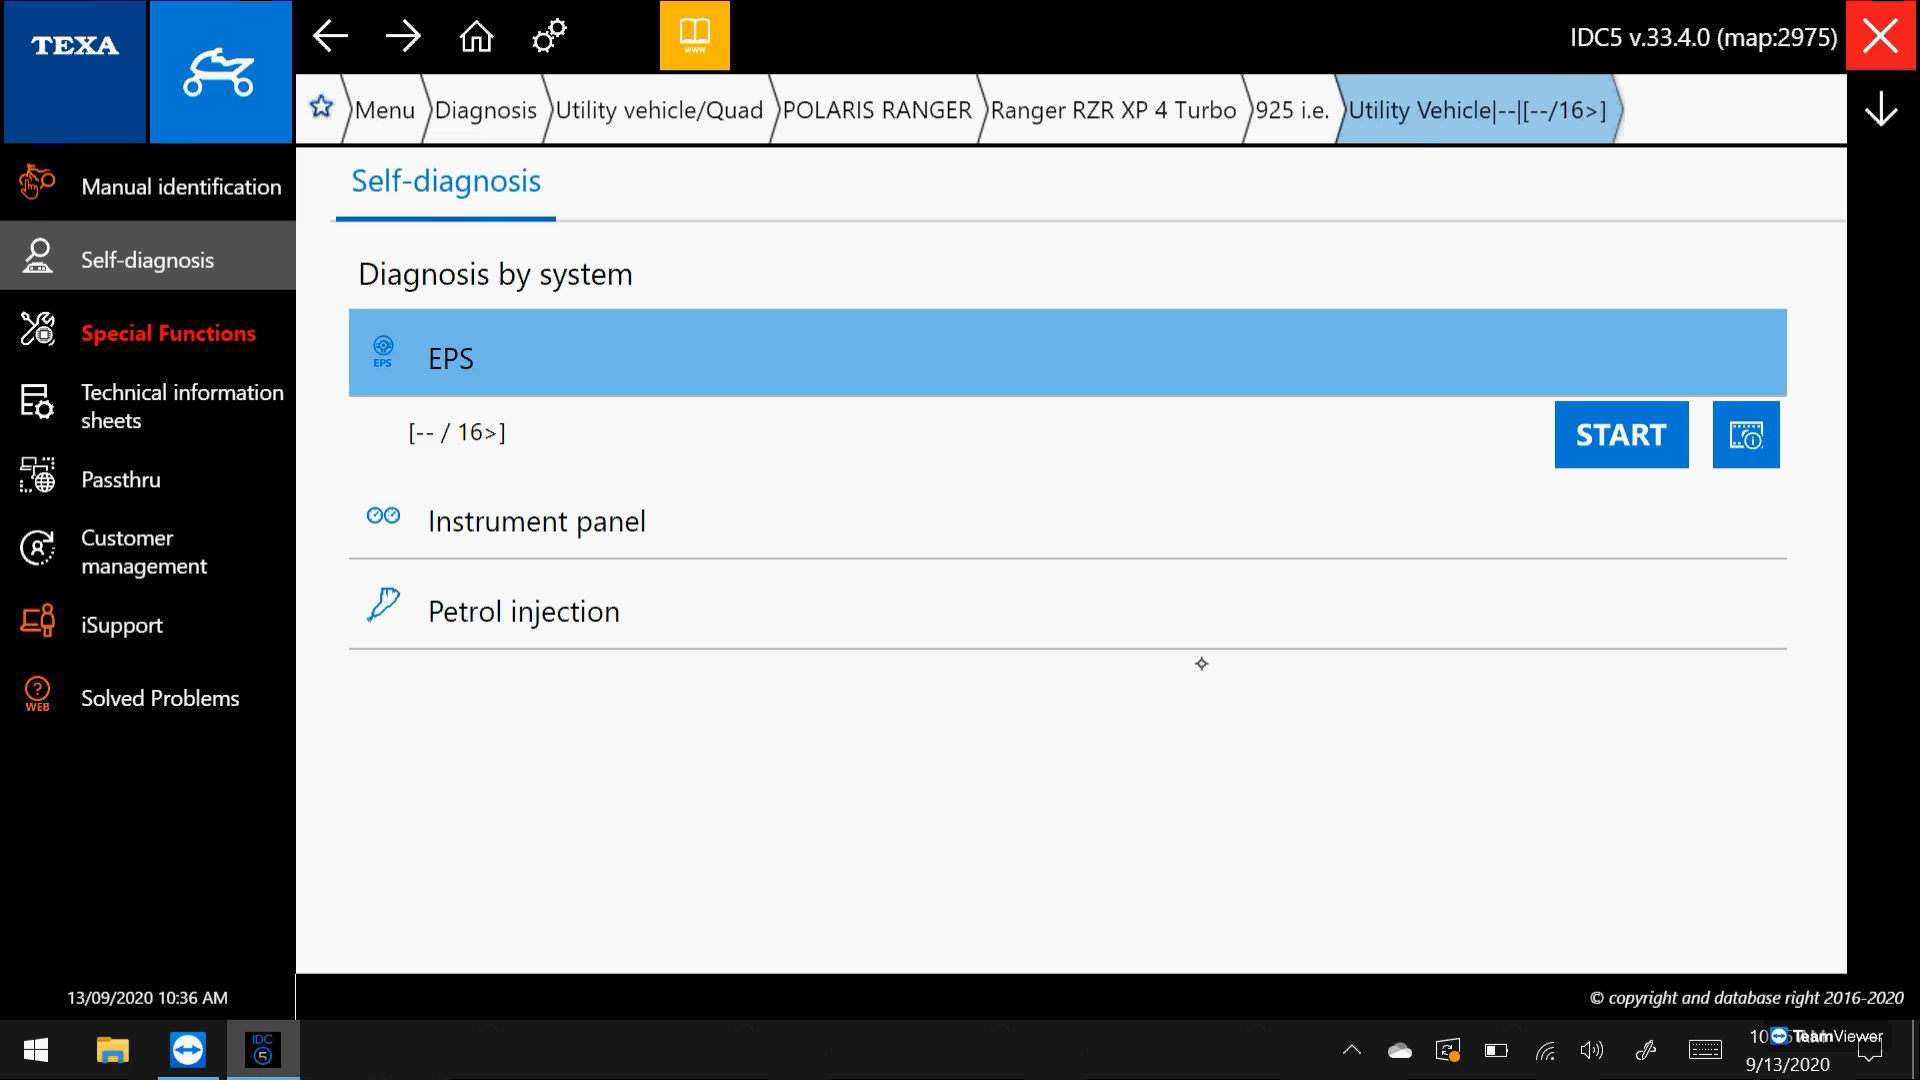 TEXA
www
IDC5 v.33.4.0 (map:2975)
Menu
Diagnosis
Utility vehicle/Quad
POLARIS RANGER
Ranger RZR XP 4 Turbo
925 i.e.
Utility Vehicle|--|[--/16>]
Manual identification
Self-diagnosis
Special Functions
Technical information
sheets
Passthru
Customer
management
iSupport
WEB
Solved Problems
Self-diagnosis
Diagnosis by system
EPS
EPS
[-- / 16>]
START
Instrument panel
Petrol injection
13/09/2020 10:36 AM
© copyright and database right 2016-2020
IDC
5
TeamViewer
9/13/2020